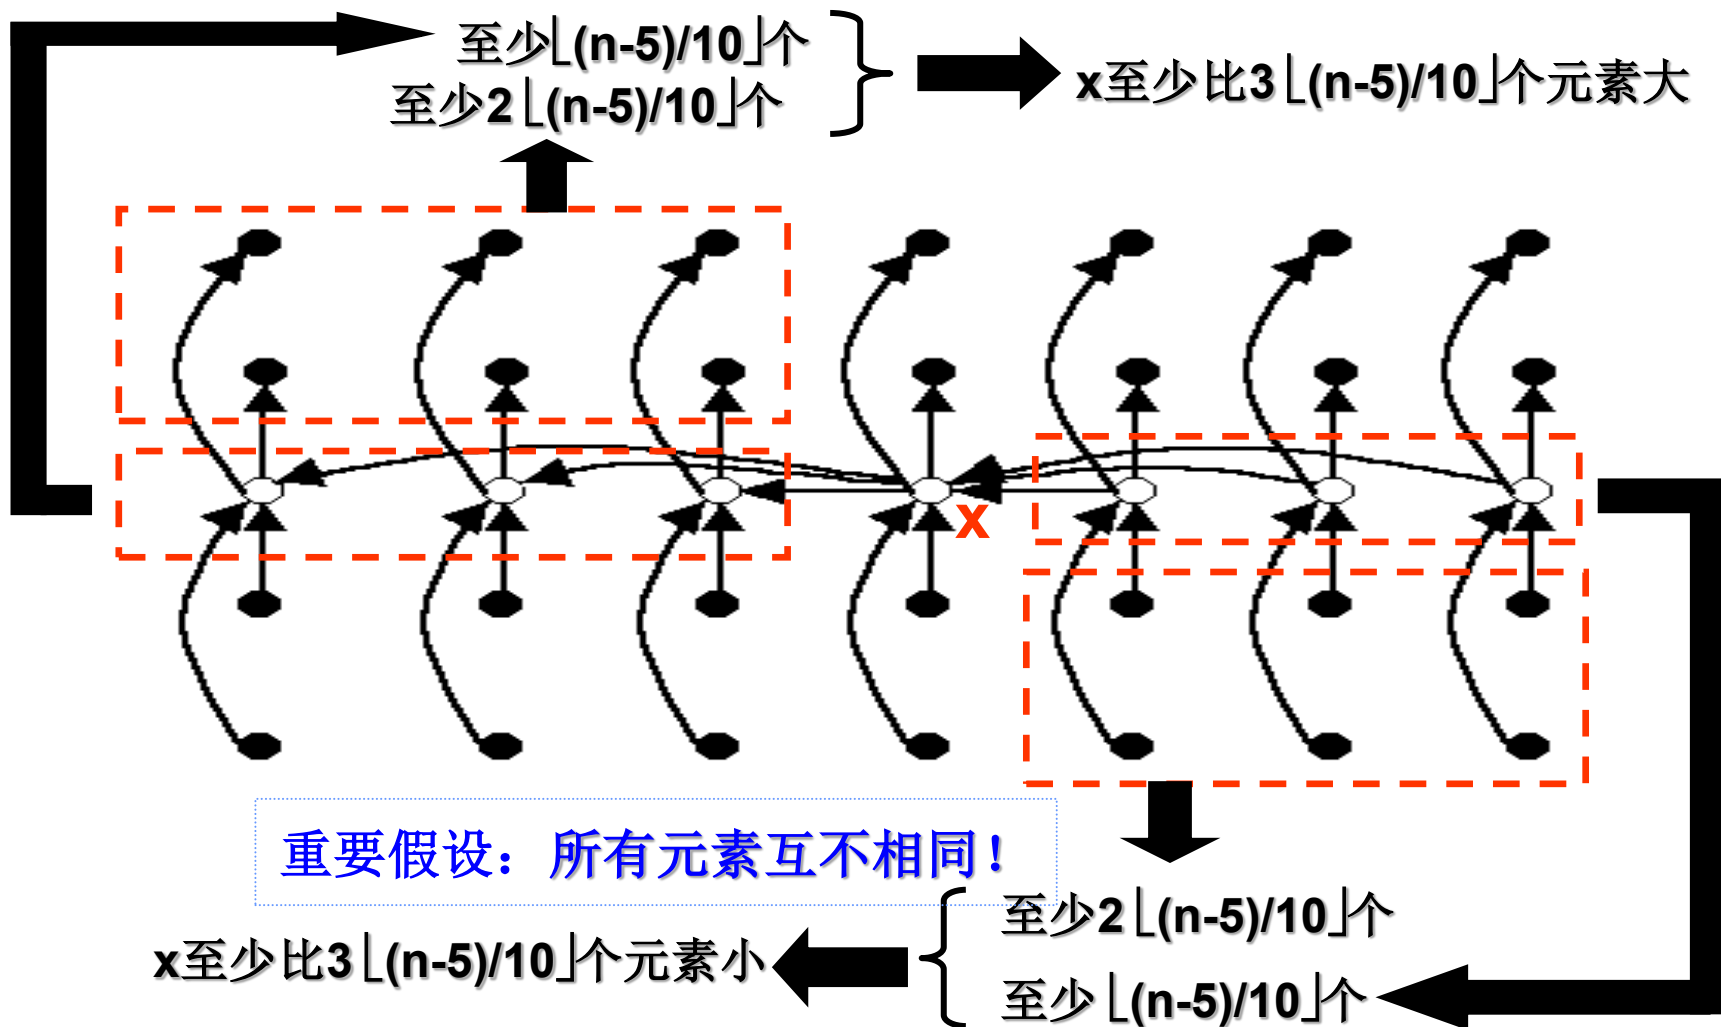 至少⌊(n-5)/10⌋个
至少2⌊(n-5)/10⌋个
x至少比3⌊(n-5)/10⌋个元素大
x
重要假设：所有元素互不相同！
至少2⌊(n-5)/10⌋个
x至少比3⌊(n-5)/10⌋个元素小
至少⌊(n-5)/10⌋个